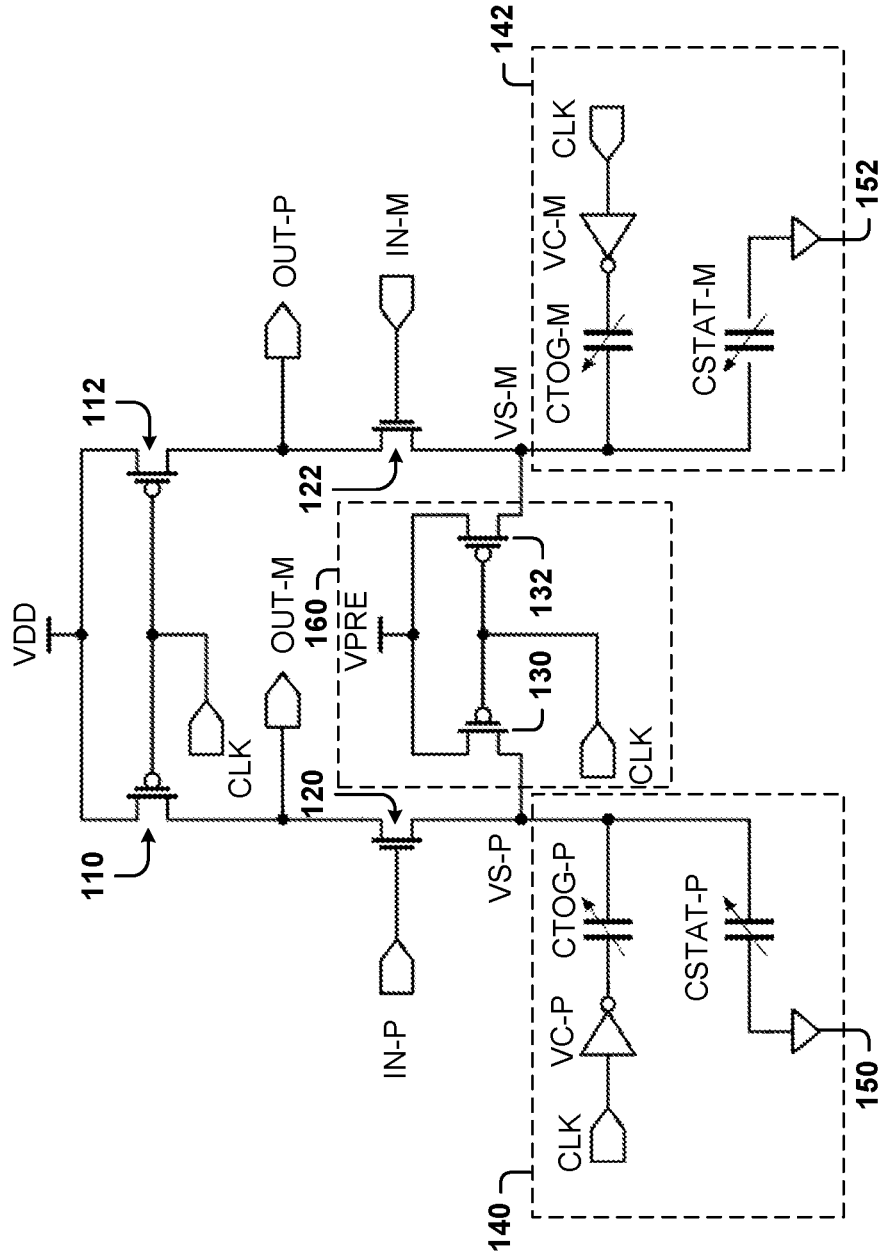 VDD
110
112
CLK
OUT-M
OUT-P
120
122
IN-P
IN-M
160
VPRE
130
132
CLK
VS-P
VS-M
140
142
CLK
VC-P
CTOG-P
CSTAT-P
150
CTOG-M
VC-M
CLK
CSTAT-M
152